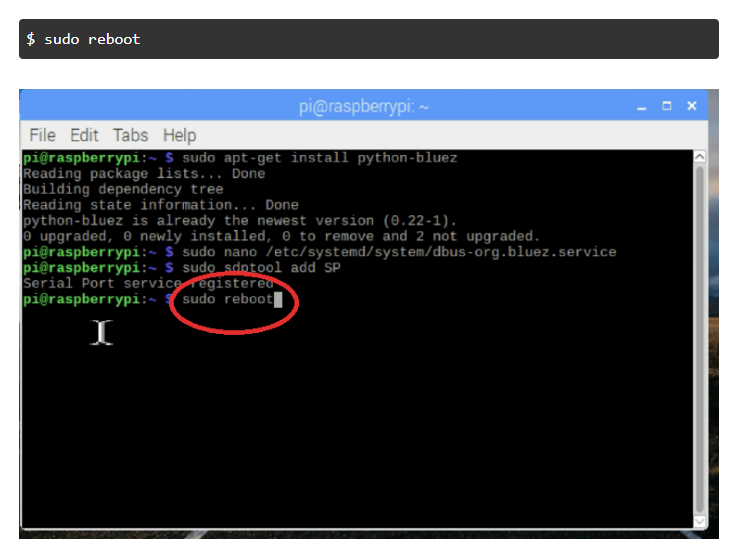 $ sudo reboot
pi@raspberrypi: ~
File Edit Tabs Help
pi@raspberrypi:~ $ sudo apt-get install python-bluez
Reading package lists... Done
Building dependency tree
Reading state information... Done
python-bluez is already the newest version (0.22-1).
0 upgraded, 0 newly installed, 0 to remove and 2 not upgraded.
pi@raspberrypi:~ $ sudo nano /etc/systemd/system/dbus-org.bluez.service
pi@raspberrypi:~ $ sudo sdptool add SP
Serial Port service registered
pi@raspberrypi:~ $ sudo reboot